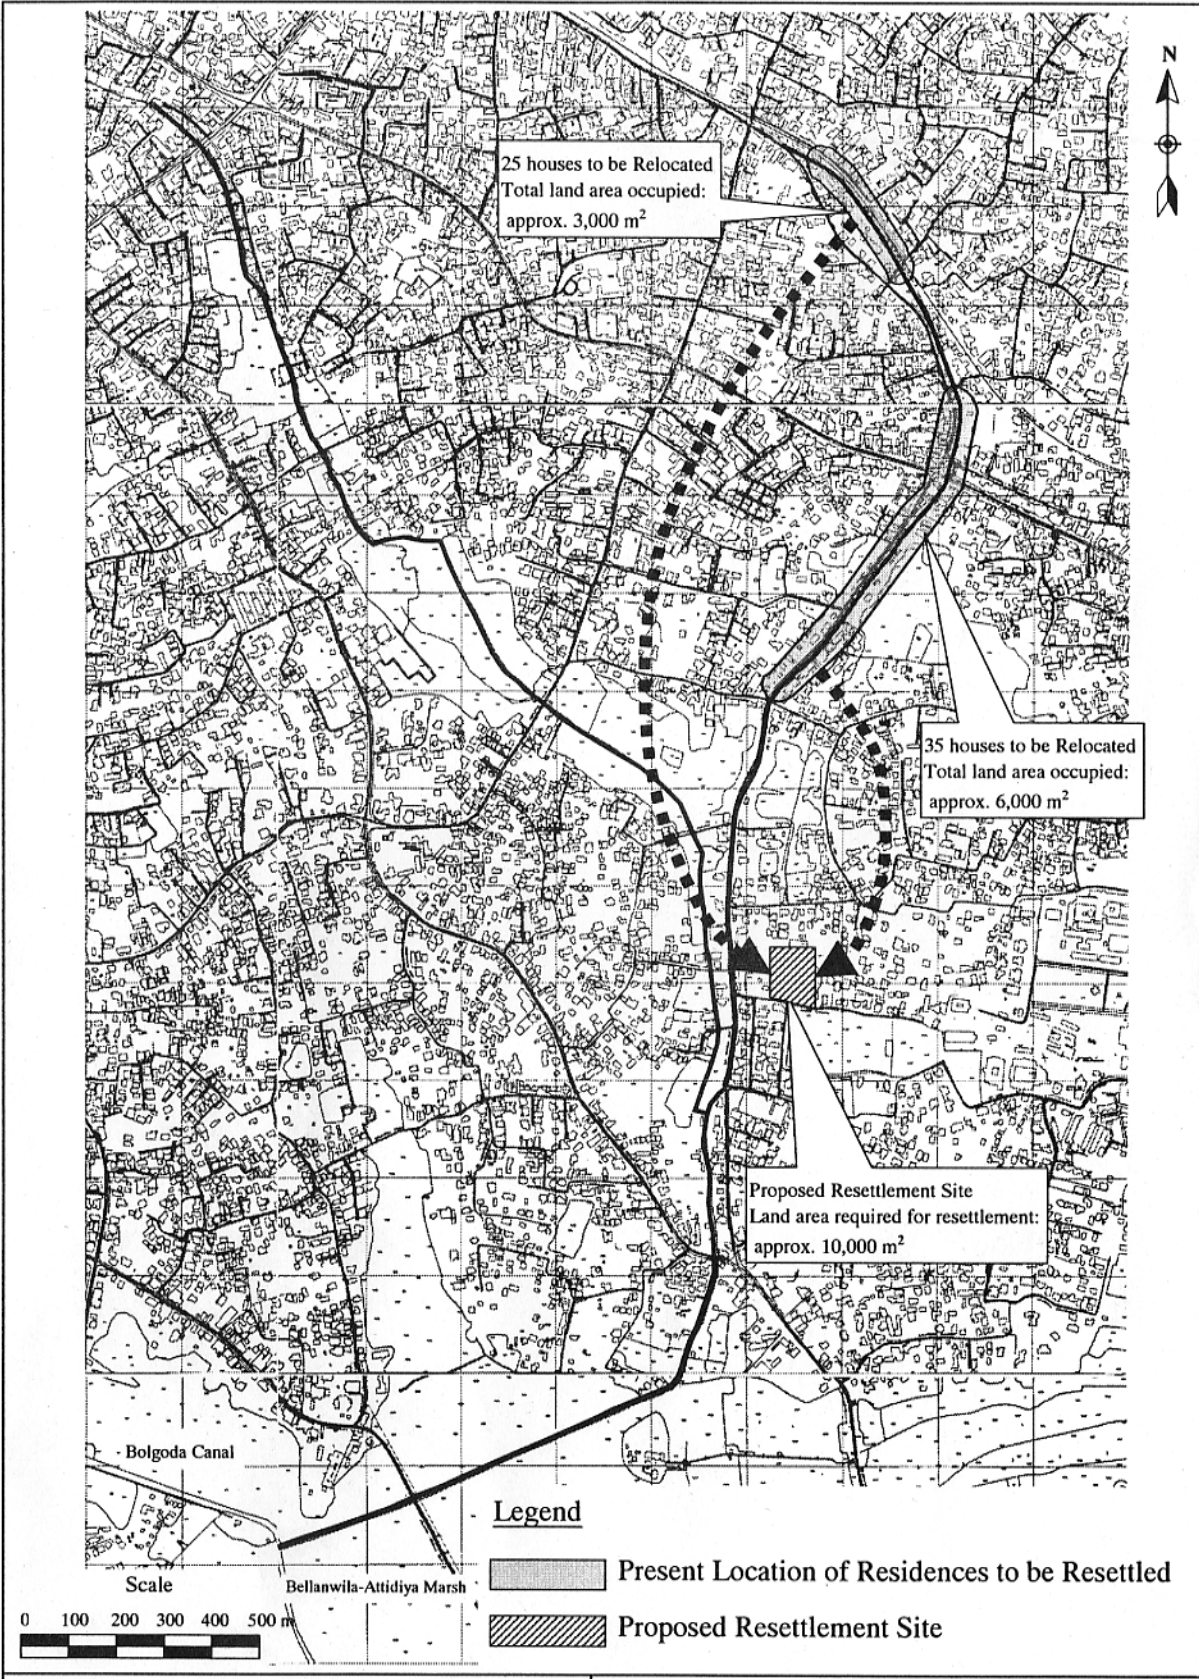 N
25 houses to be Relocated
Total land area occupied:
approx. 3,000 m²
35 houses to be Relocated
Total land area occupied:
approx. 6,000 m²
Proposed Resettlement Site
Land area required for resettlement:
approx. 10,000 m²
Bolgoda Canal
Legend
Present Location of Residences to be Resettled
Proposed Resettlement Site
Scale
Bellanwila-Attidiya Marsh
0 100 200 300 400 500 m